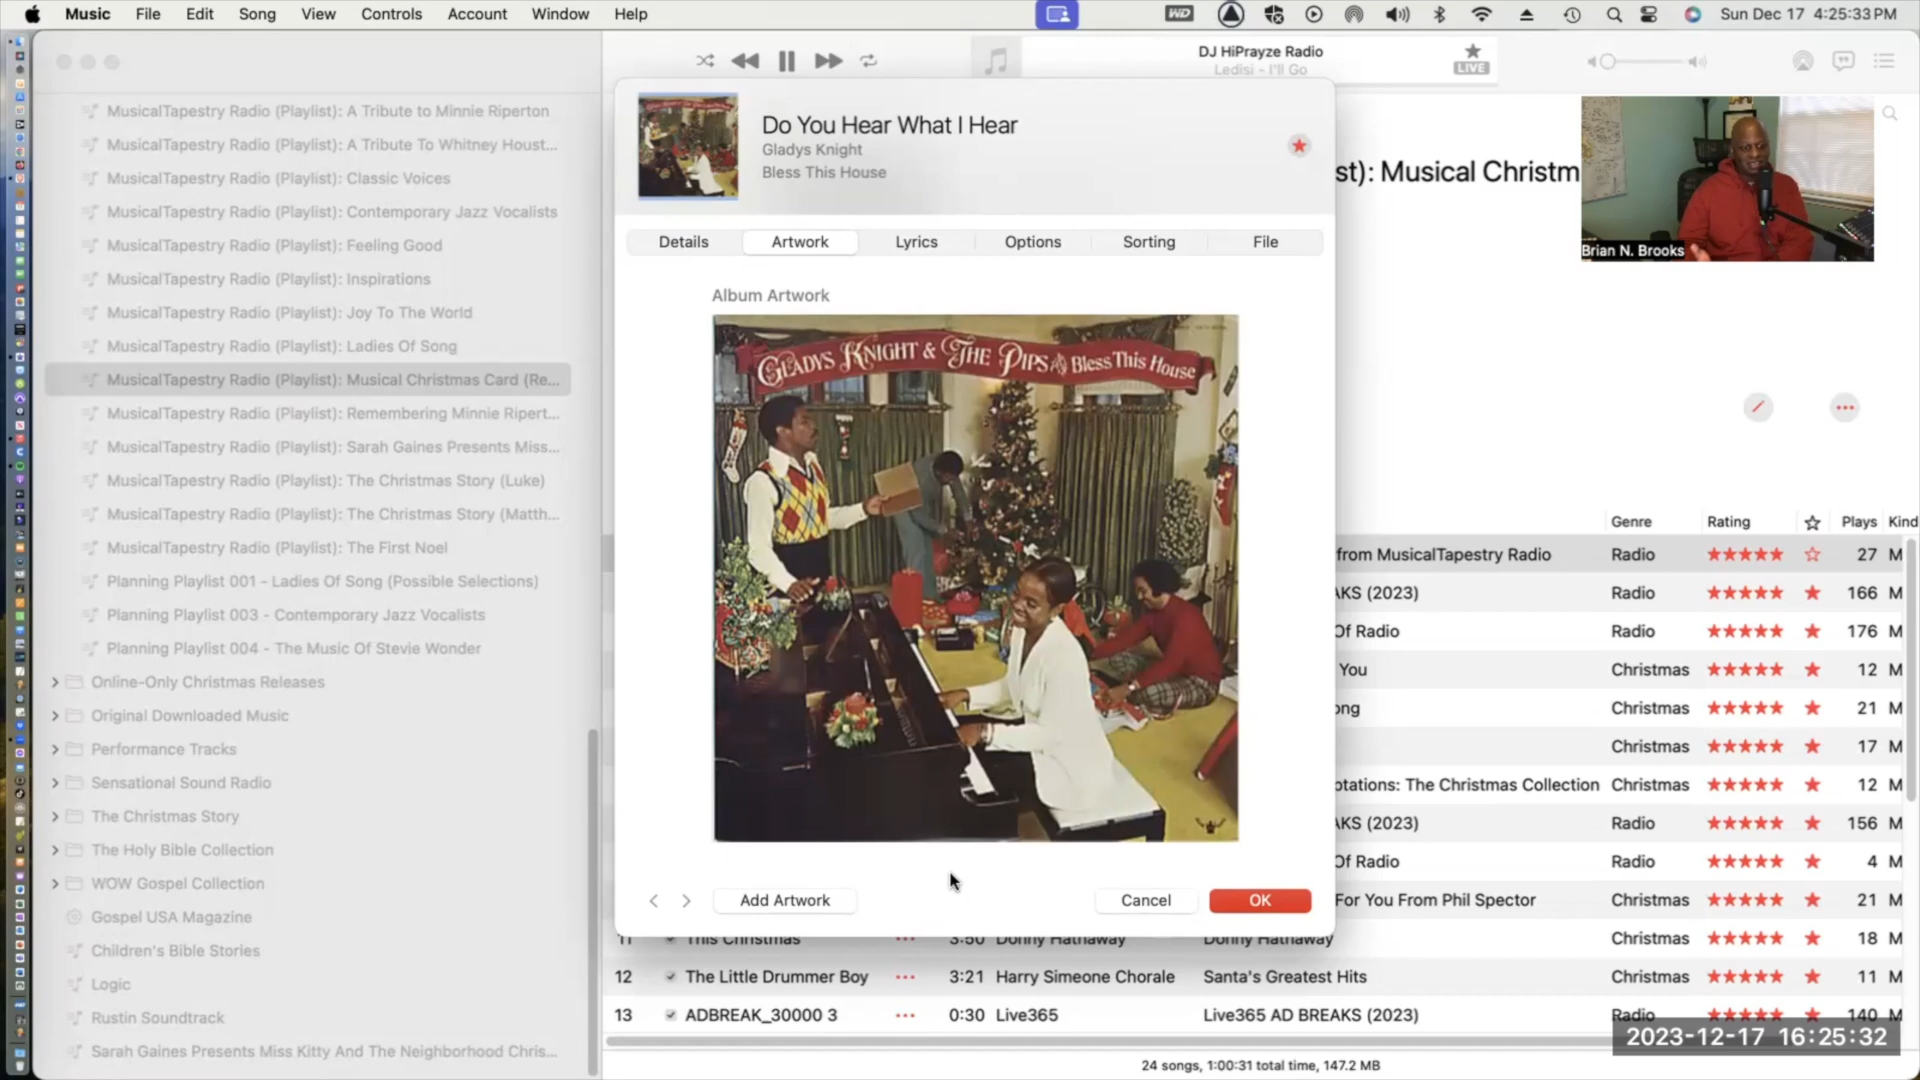 Music File Edit Song View Controls Account Window Help
Sun Dec 17 4:25:33 PM
DJ HiPrayze Radio
Ledisi - I'll Go
LIVE
MusicalTapestry Radio (Playlist): A Tribute to Minnie Riperton
MusicalTapestry Radio (Playlist): A Tribute To Whitney Houst...
MusicalTapestry Radio (Playlist): Classic Voices
MusicalTapestry Radio (Playlist): Contemporary Jazz Vocalists
MusicalTapestry Radio (Playlist): Feeling Good
MusicalTapestry Radio (Playlist): Inspirations
MusicalTapestry Radio (Playlist): Joy To The World
MusicalTapestry Radio (Playlist): Ladies Of Song
MusicalTapestry Radio (Playlist): Musical Christmas Card (Re...
MusicalTapestry Radio (Playlist): Remembering Minnie Ripert...
MusicalTapestry Radio (Playlist): Sarah Gaines Presents Miss...
MusicalTapestry Radio (Playlist): The Christmas Story (Luke)
MusicalTapestry Radio (Playlist): The Christmas Story (Matth...
MusicalTapestry Radio (Playlist): The First Noel
Planning Playlist 001 - Ladies Of Song (Possible Selections)
Planning Playlist 003 - Contemporary Jazz Vocalists
Planning Playlist 004 - The Music Of Stevie Wonder
Online-Only Christmas Releases
Original Downloaded Music
Performance Tracks
Sensational Sound Radio
The Christmas Story
The Holy Bible Collection
WOW Gospel Collection
Gospel USA Magazine
Children's Bible Stories
Logic
Rustin Soundtrack
Sarah Gaines Presents Miss Kitty And The Neighborhood Chris...
Do You Hear What I Hear
Gladys Knight
Bless This House
Details Artwork Lyrics Options Sorting File
Album Artwork
GLADYS KNIGHT & THE PIPS Bless This House
Add Artwork Cancel OK
st): Musical Christm
Brian N. Brooks
Genre Rating Plays Kind
from MusicalTapestry Radio Radio 27 M
AKS (2023) Radio 166 M
Of Radio Radio 176 M
You Christmas 12 M
ong Christmas 21 M
Christmas 17 M
ptations: The Christmas Collection Christmas 12 M
AKS (2023) Radio 156 M
Of Radio Radio 4 M
For You From Phil Spector Christmas 21 M
11 This Christmas 3:50 Donny Hathaway Donny Hathaway Christmas 18 M
12 The Little Drummer Boy 3:21 Harry Simeone Chorale Santa's Greatest Hits Christmas 11 M
13 ADBREAK_30000 3 0:30 Live365 Live365 AD BREAKS (2023) Radio 140 M
2023-12-17 16:25:32
24 songs, 1:00:31 total time, 147.2 MB